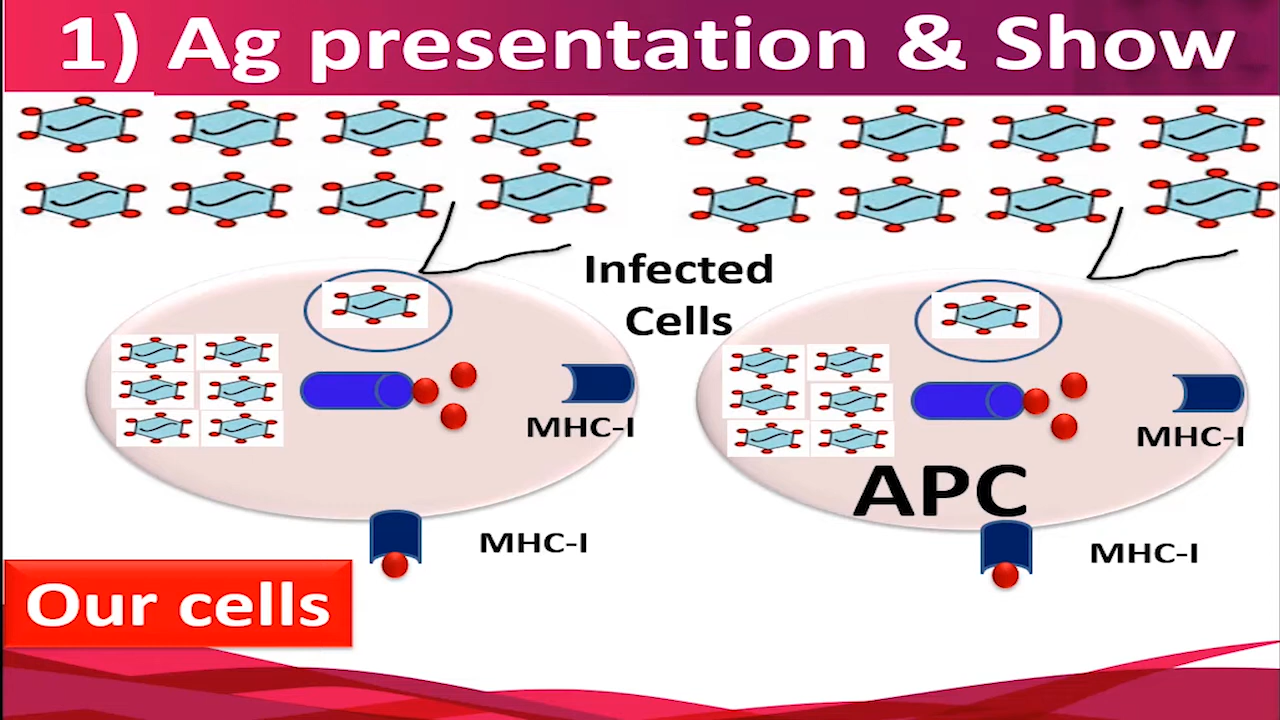 1) Ag presentation & Show
Infected
Cells
MHC-I
MHC-I
APC
MHC-I
MHC-I
Our cells